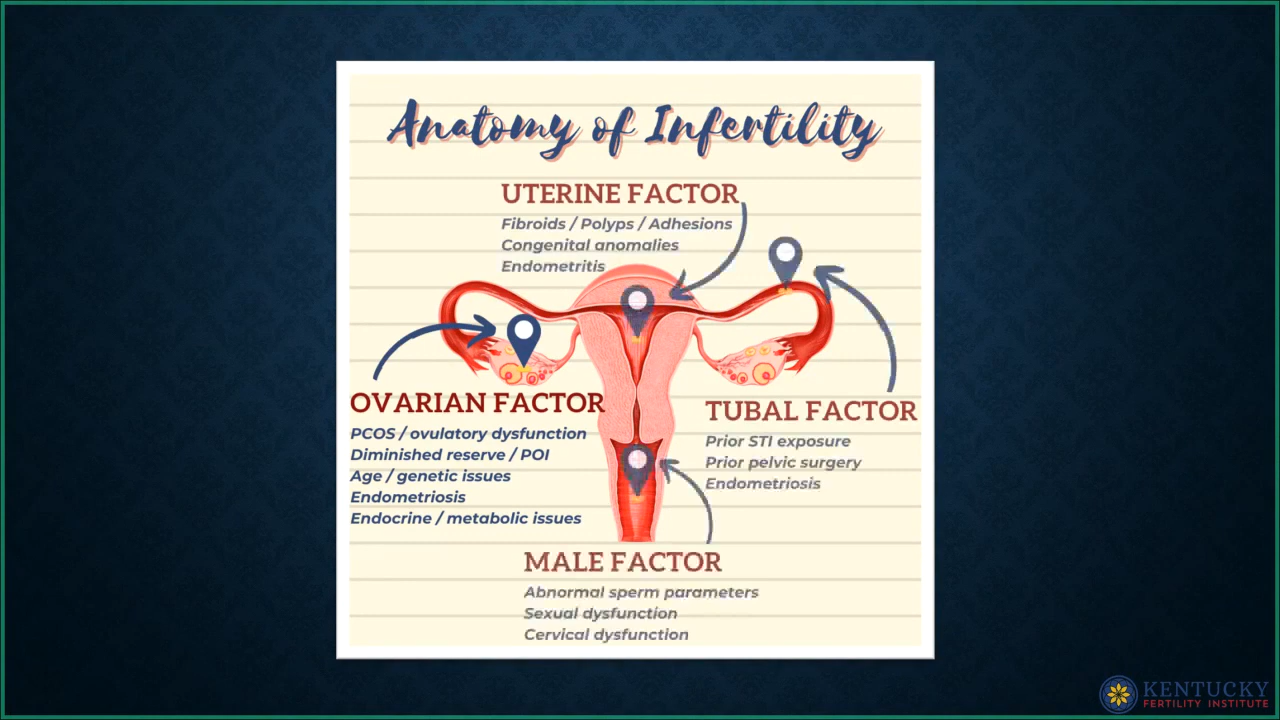 Anatomy of Infertility
UTERINE FACTOR
Fibroids / Polyps / Adhesions
Congenital anomalies
Endometritis
OVARIAN FACTOR
PCOS / ovulatory dysfunction
Diminished reserve / POI
Age / genetic issues
Endometriosis
Endocrine / metabolic issues
TUBAL FACTOR
Prior STI exposure
Prior pelvic surgery
Endometriosis
MALE FACTOR
Abnormal sperm parameters
Sexual dysfunction
Cervical dysfunction
KENTUCKY
FERTILITY INSTITUTE